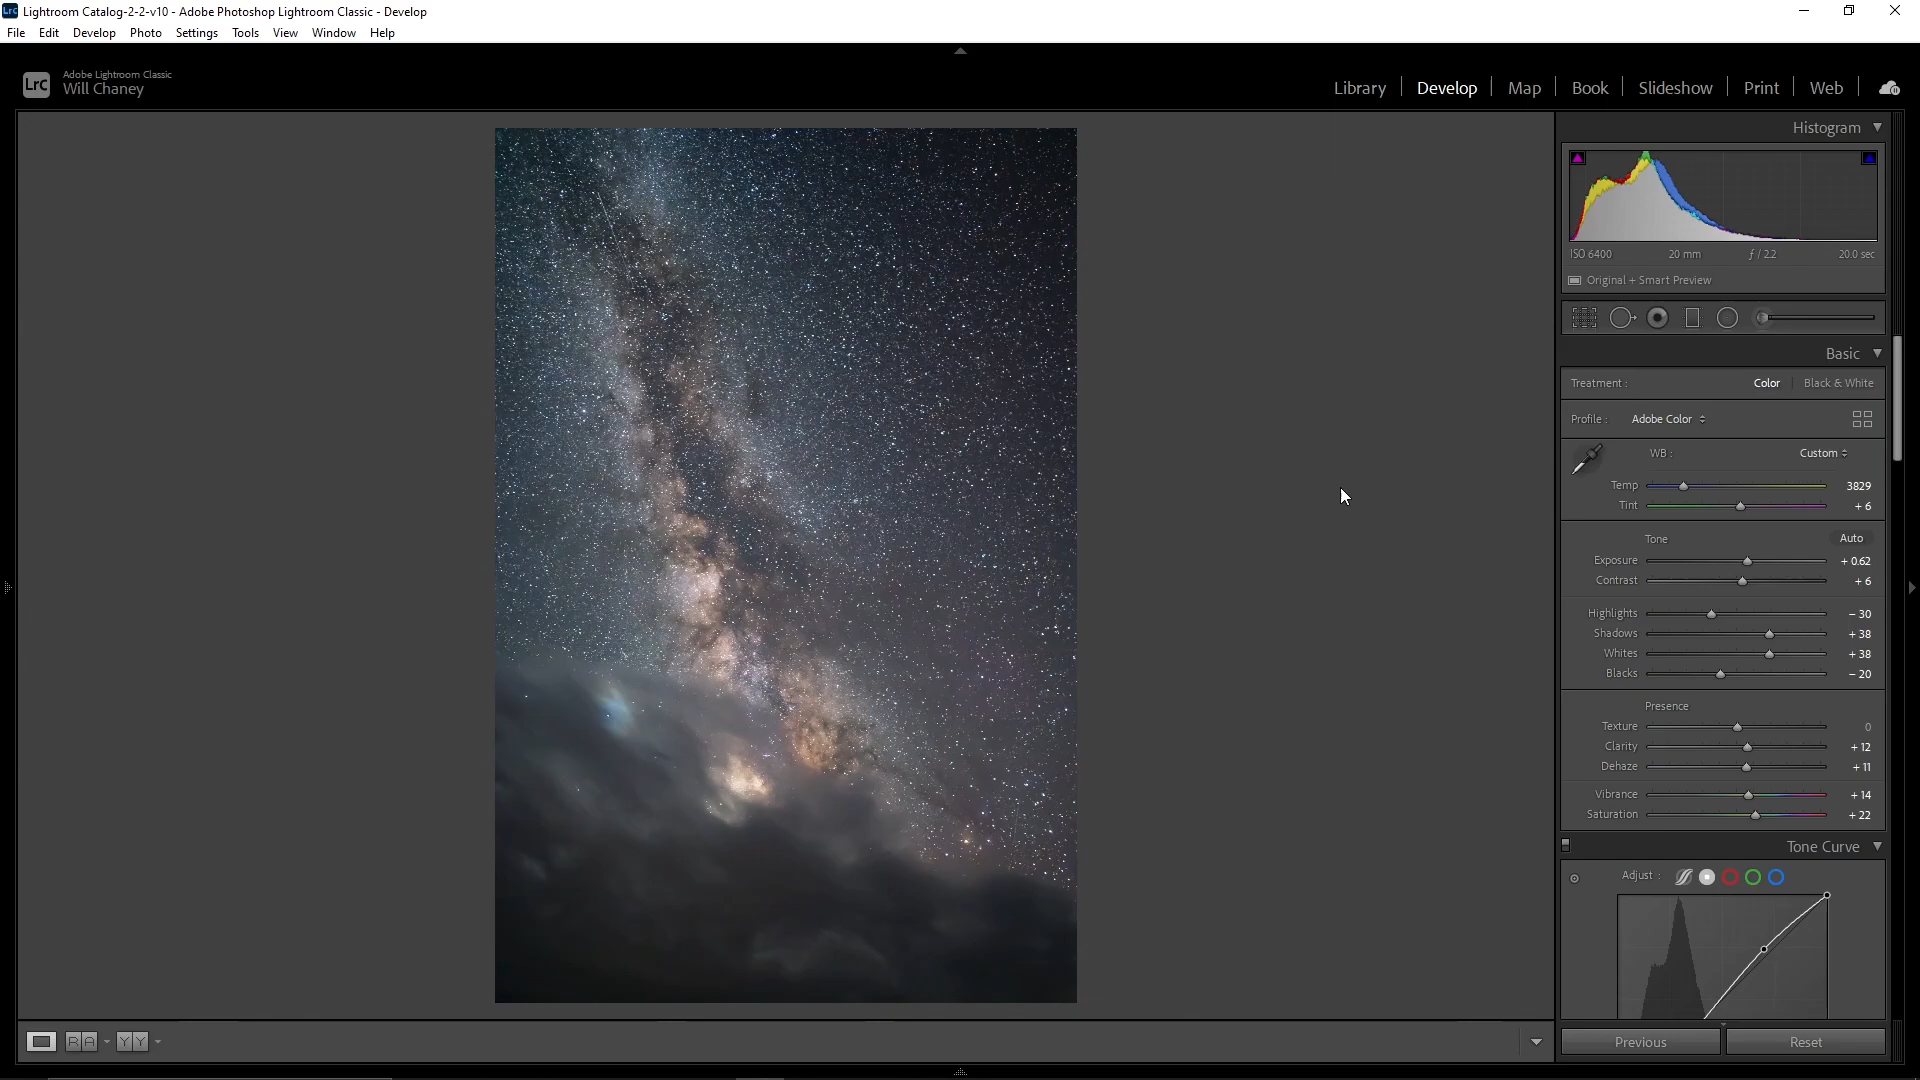 Lrc Lightroom Catalog-2-2-v10 - Adobe Photoshop Lightroom Classic - Develop
File Edit Develop Photo Settings Tools View Window Help
LrC Adobe Lightroom Classic
Will Chaney
Library Develop Map Book Slideshow Print Web
Histogram
ISO 6400 20 mm ƒ / 2.2 20.0 sec
Original + Smart Preview
Basic
Treatment : Color Black & White
Profile : Adobe Color
WB : Custom
Temp 3829
Tint + 6
Tone Auto
Exposure + 0.62
Contrast + 6
Highlights – 30
Shadows + 38
Whites + 38
Blacks – 20
Presence
Texture 0
Clarity + 12
Dehaze + 11
Vibrance + 14
Saturation + 22
Tone Curve
Adjust :
R A Y Y
Previous Reset